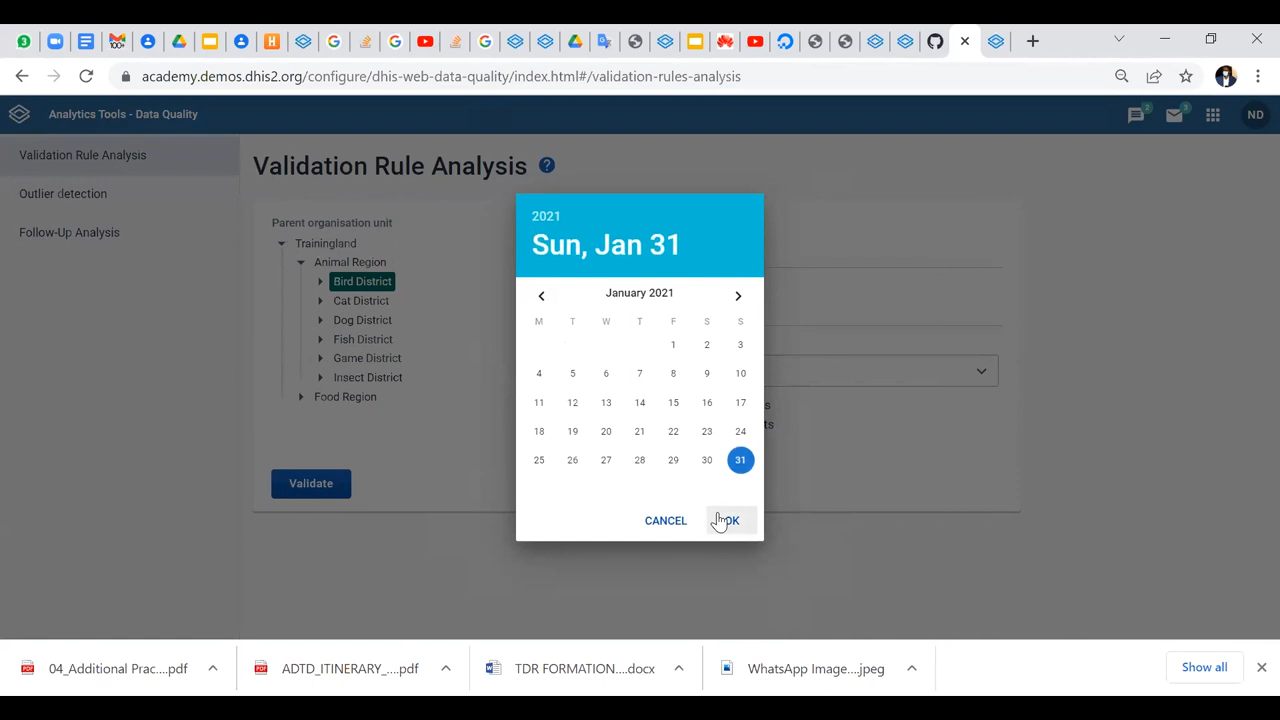 academy.demos.dhis2.org/configure/dhis-web-data-quality/index.html#/validation-rules-analysis
Analytics Tools - Data Quality
2
3
ND
Validation Rule Analysis
Outlier detection
Follow-Up Analysis
Validation Rule Analysis ?
Parent organisation unit
Trainingland
Animal Region
Bird District
Cat District
Dog District
Fish District
Game District
Insect District
Food Region
Validate
2021
Sun, Jan 31
January 2021
M T W T F S S
1 2 3
4 5 6 7 8 9 10
11 12 13 14 15 16 17
18 19 20 21 22 23 24
25 26 27 28 29 30 31
CANCEL OK
04_Additional Prac....pdf
ADTD_ITINERARY_....pdf
TDR FORMATION....docx
WhatsApp Image....jpeg
Show all